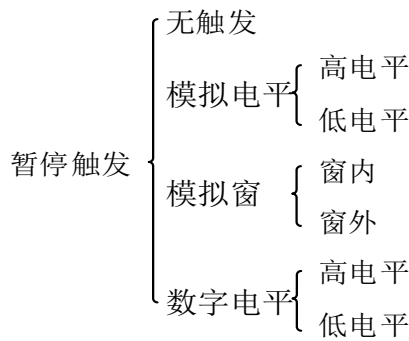 无触发
模拟电平
高电平
低电平
暂停触发
模拟窗
窗内
窗外
数字电平
高电平
低电平